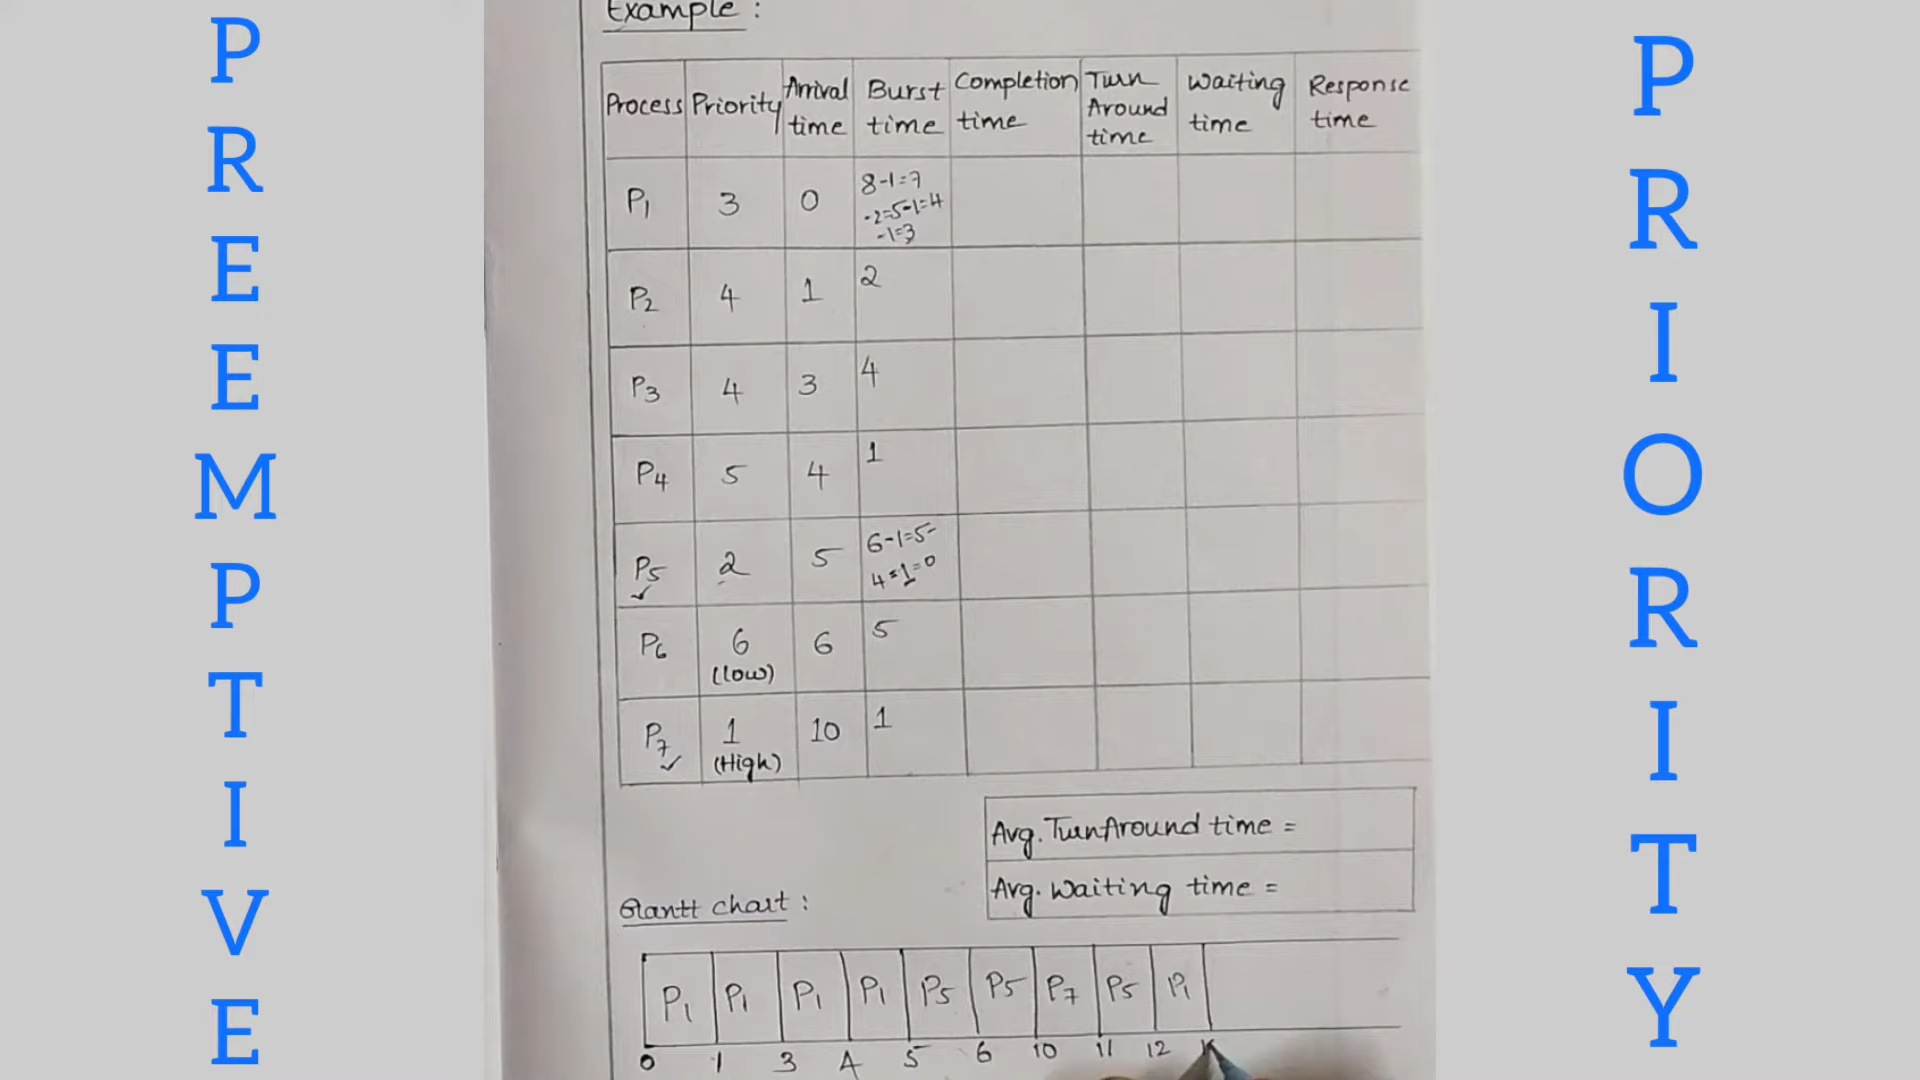 PREEMPTIVE
Example :
Process Priority Arrival time Burst time Completion time Turn Around time Waiting time Response time
P1 3 0 8-1=7
-2=5-1=4
-1=3
P2 4 1 2
P3 4 3 4
P4 5 4 1
P5 2 5 6-1=5-
4=1=0
P6 6 6 5
(low)
P7 1 10 1
(High)
Avg. TurnAround time =
Avg. Waiting time =
Gantt chart :
P1 P1 P1 P1 P5 P5 P7 P5 P1
0 1 3 4 5 6 10 11 12
PRIORITY